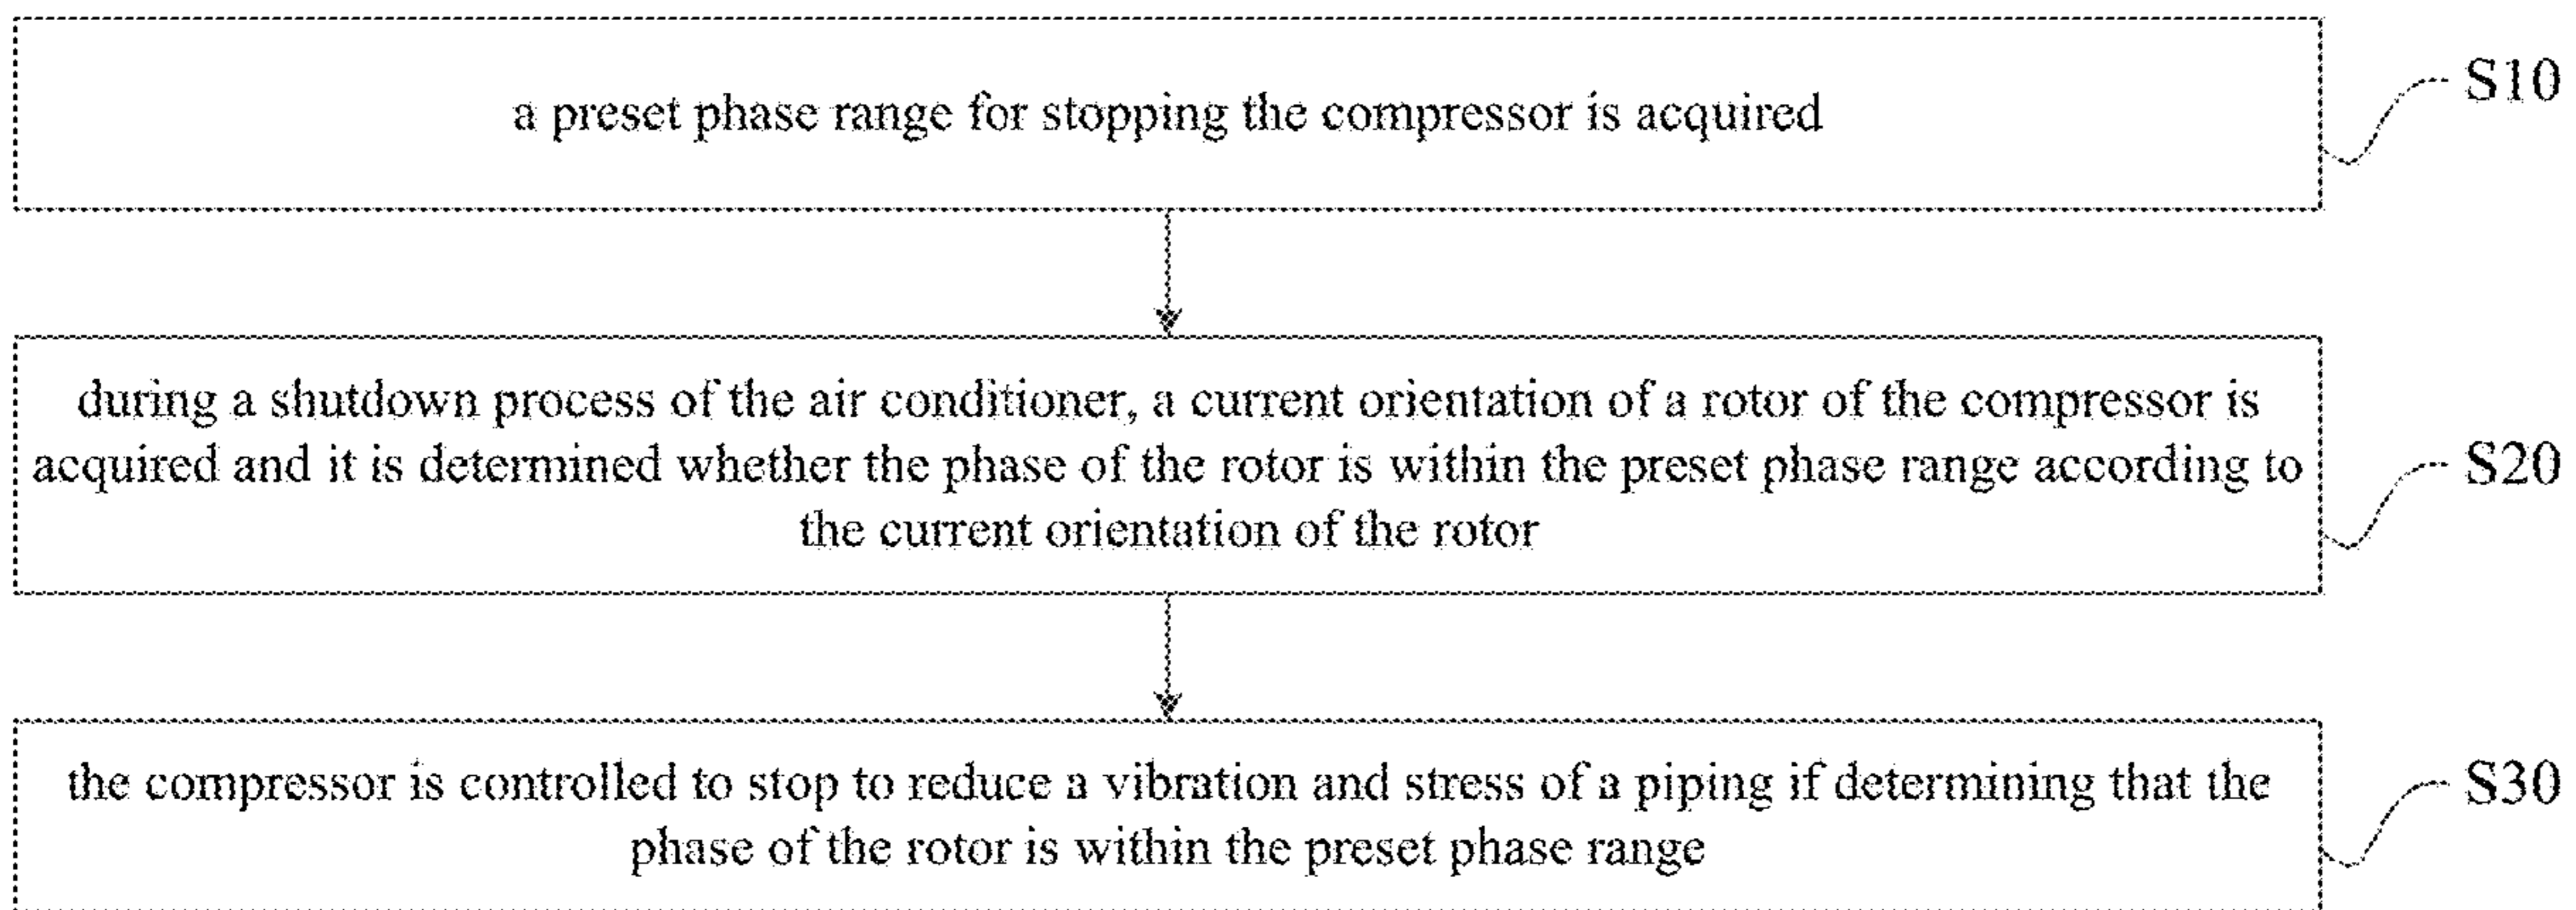 a preset phase range for stopping the compressor is acquired
S10
during a shutdown process of the air conditioner, a current orientation of a rotor of the compressor is
acquired and it is determined whether the phase of the rotor is within the preset phase range according to
the current orientation of the rotor
S20
the compressor is controlled to stop to reduce a vibration and stress of a piping if determining that the
phase of the rotor is within the preset phase range
S30